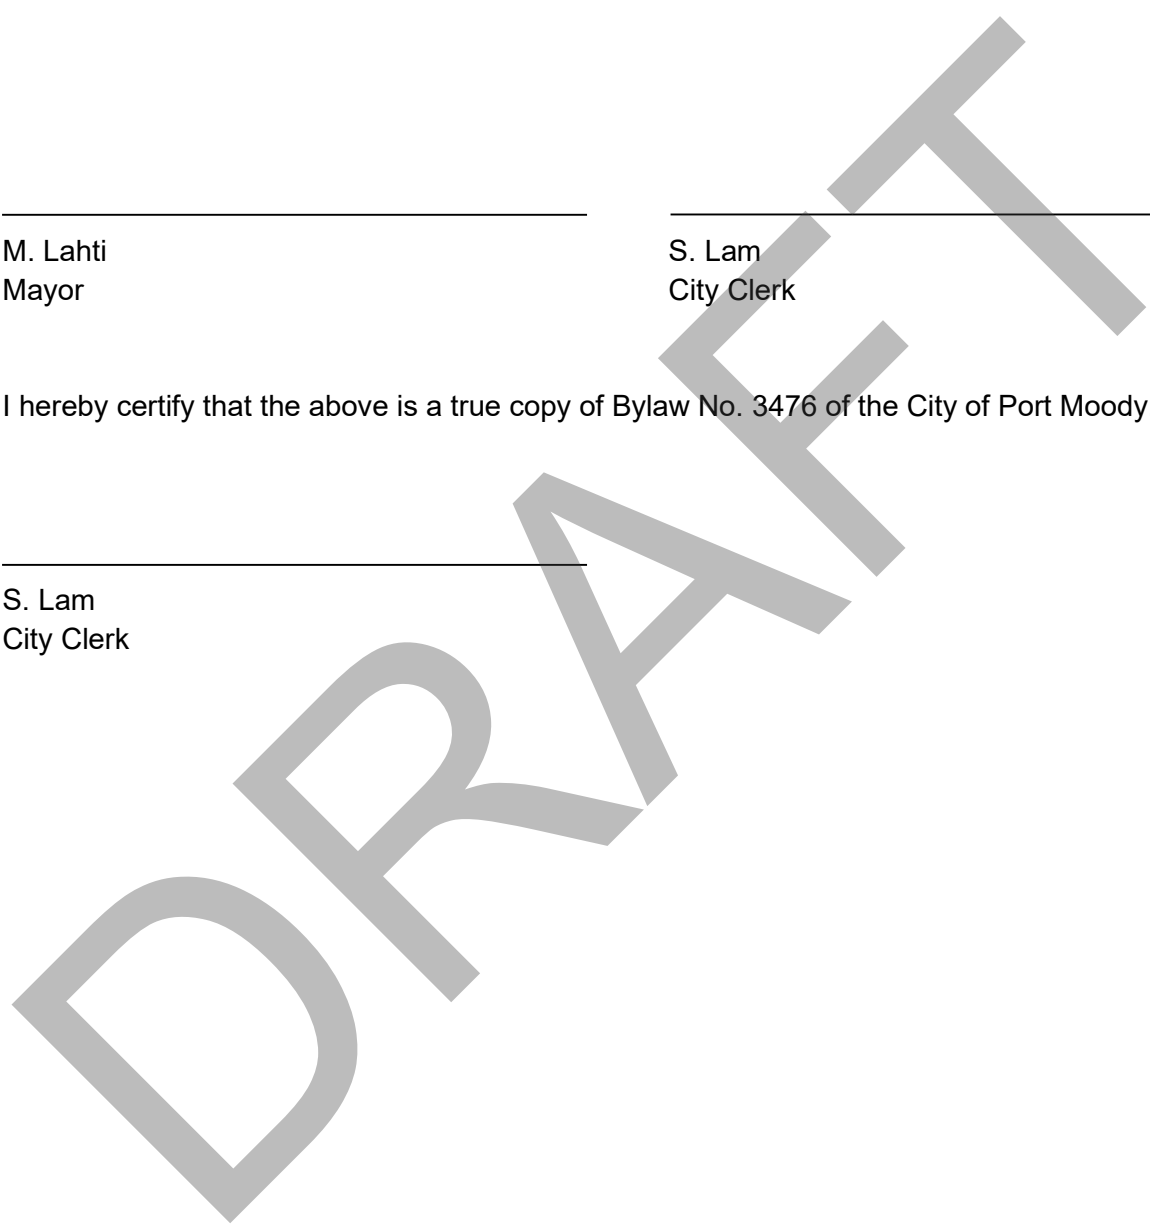 M. Lahti
Mayor
S. Lam
City Clerk
I hereby certify that the above is a true copy of Bylaw No. 3476 of the City of Port Moody
S. Lam
City Clerk
DRAFT